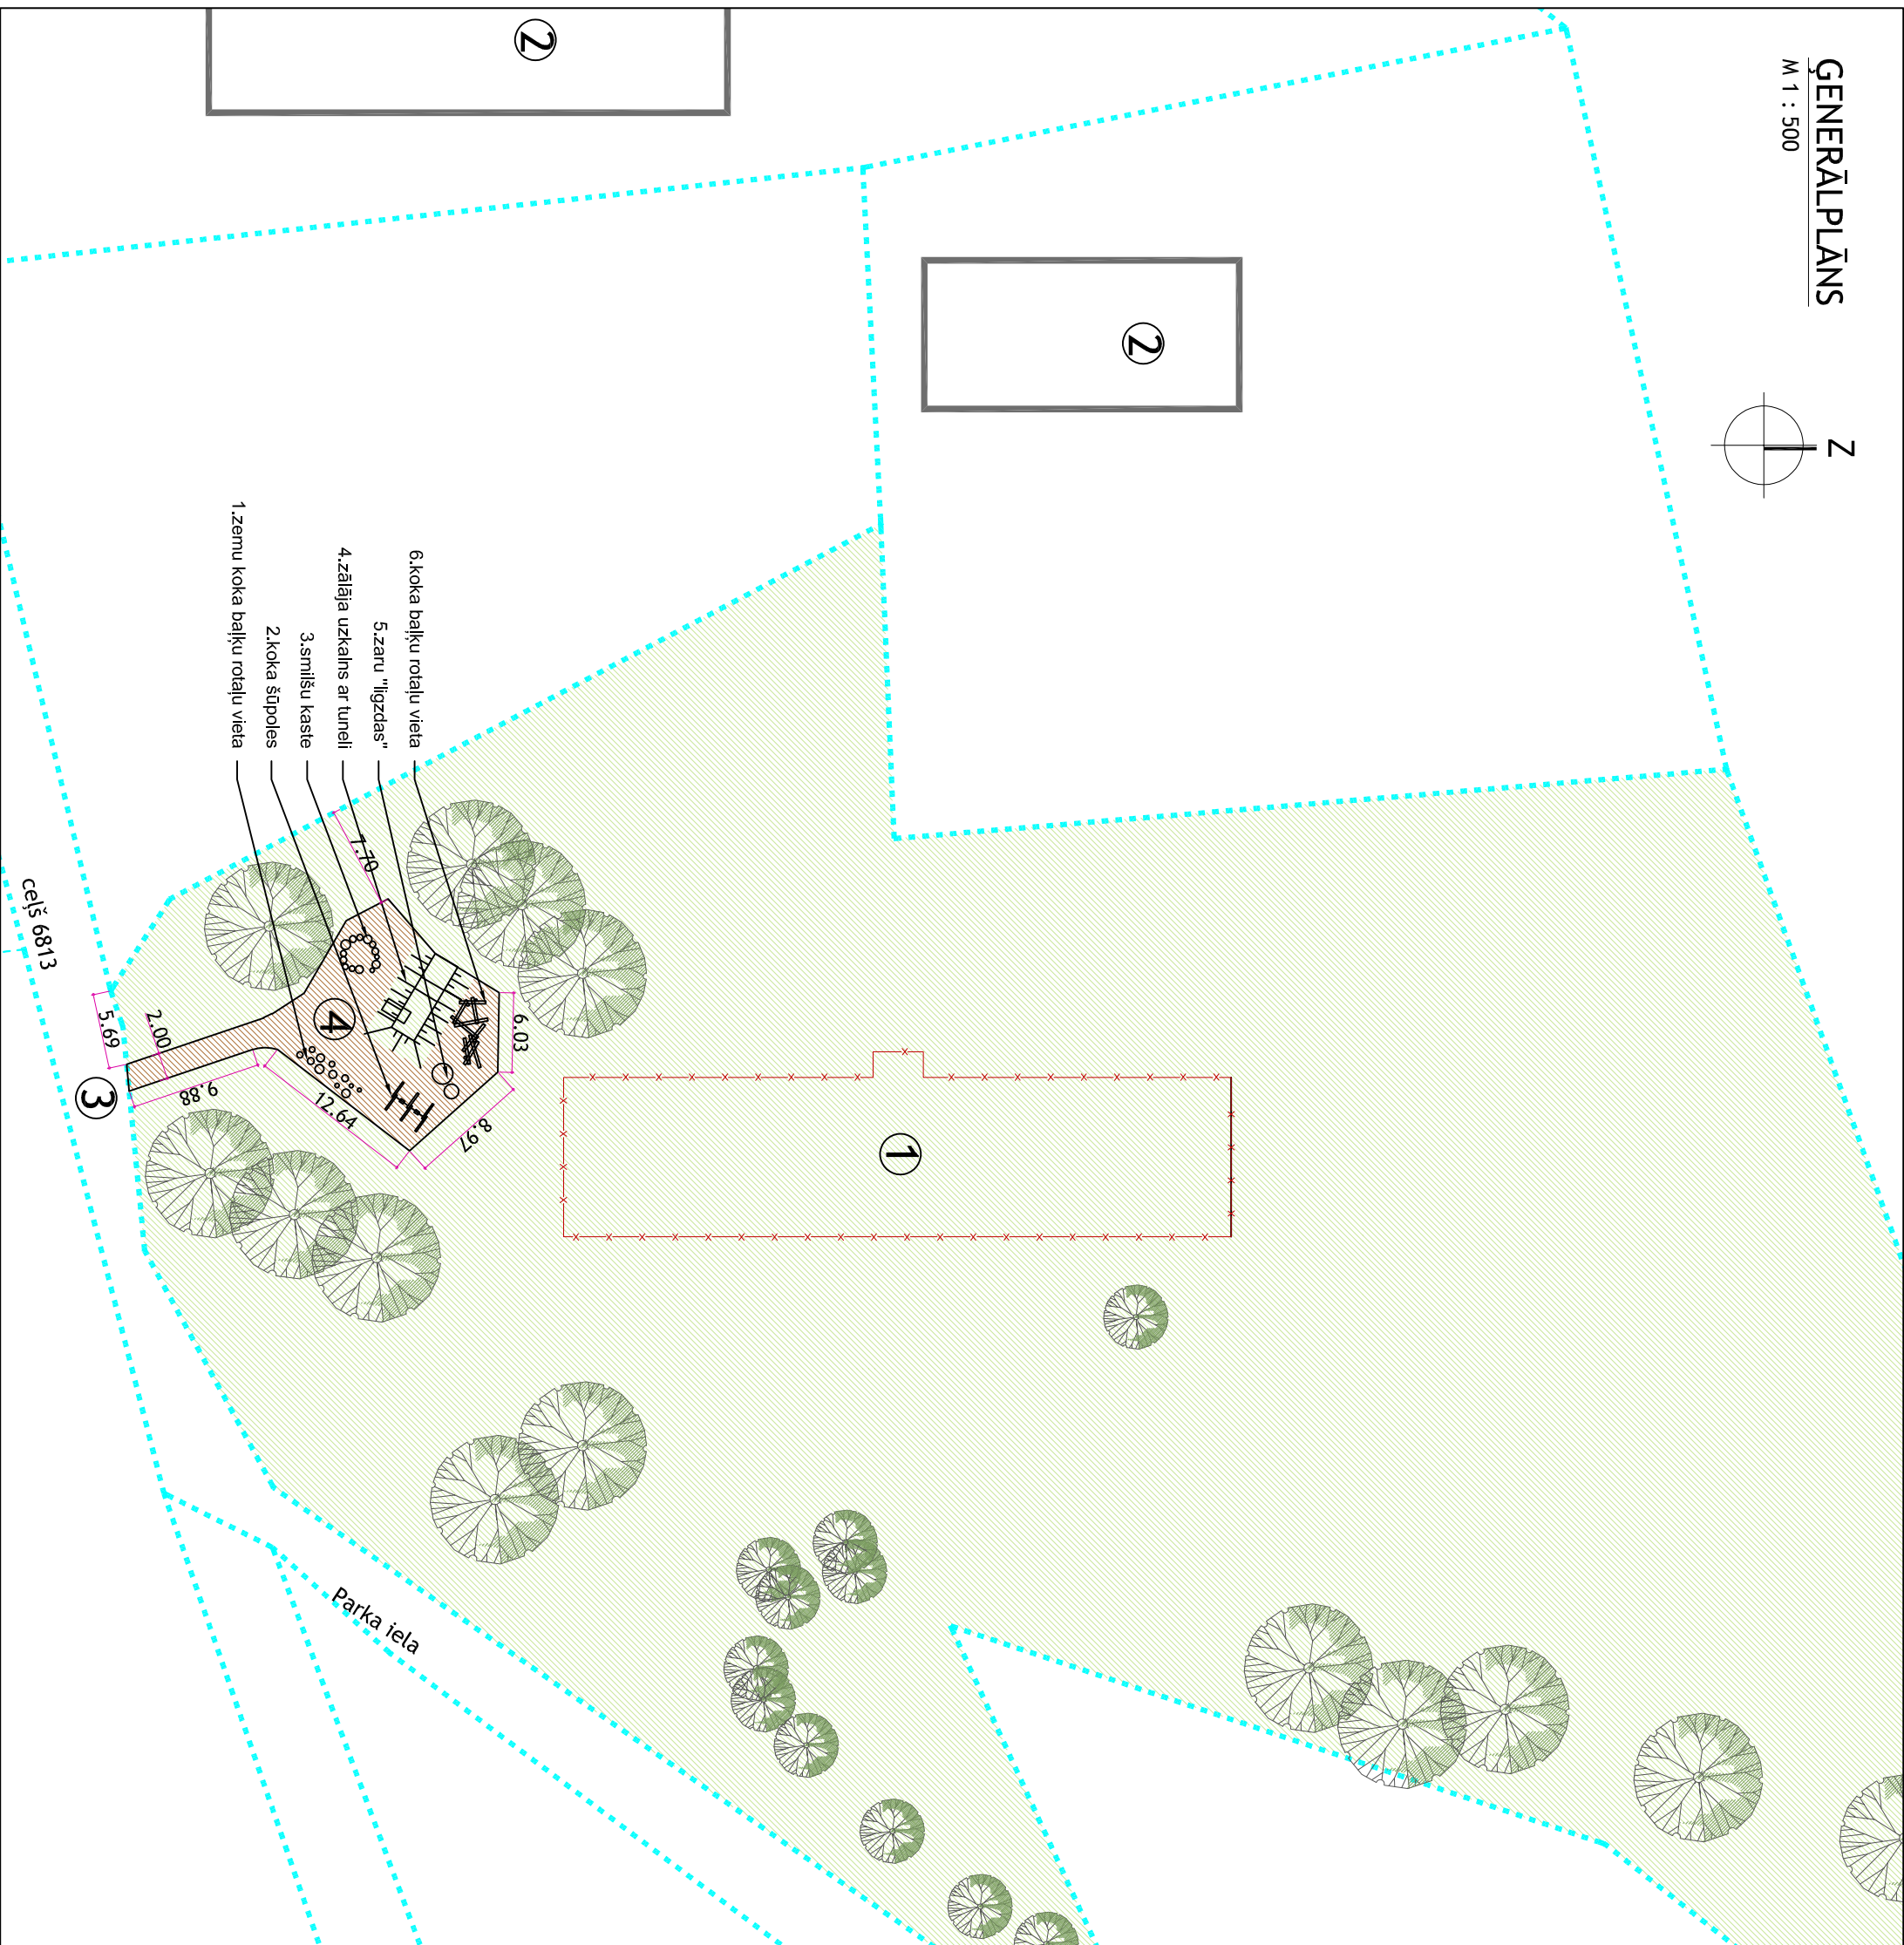 ĢENERĀLPLĀNS
M 1 : 500
Z
2
2
1
6.koka baļķu rotaļu vieta
5.zaru "ligzdas"
4.zālāja uzkalns ar tuneli
3.smilšu kaste
2.koka šūpoles
1.zemu koka baļķu rotaļu vieta
7.70
6.03
8.97
12.64
4
9.88
2.00
5.69
3
ceļš 6813
Parka iela